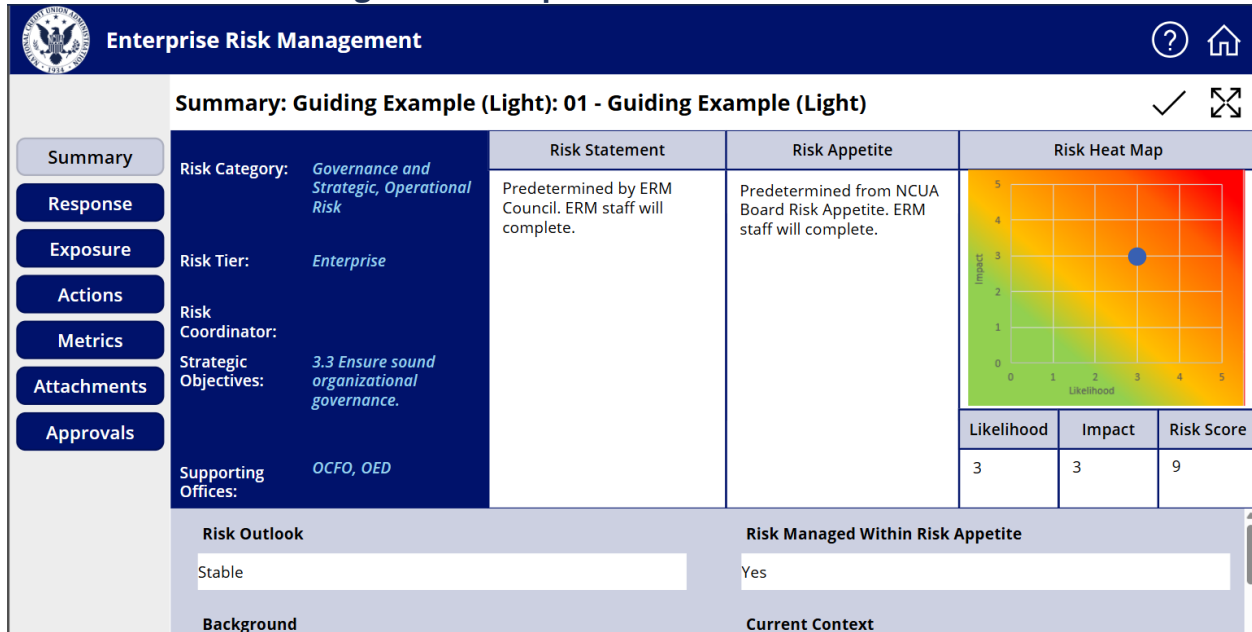 Enterprise Risk Management
NATIONAL CREDIT UNION ADMINISTRATION
1934
Summary: Guiding Example (Light): 01 - Guiding Example (Light)
Summary
Response
Exposure
Actions
Metrics
Attachments
Approvals
Risk Category:
Governance and
Strategic, Operational
Risk
Risk Tier:
Enterprise
Risk
Coordinator:
Strategic
Objectives:
3.3 Ensure sound
organizational
governance.
Supporting
Offices:
OCFO, OED
Risk Statement
Predetermined by ERM
Council. ERM staff will
complete.
Risk Appetite
Predetermined from NCUA
Board Risk Appetite. ERM
staff will complete.
Risk Heat Map
5
4
3
2
1
0
Impact
0 1 2 3 4 5
Likelihood
Likelihood Impact Risk Score
3 3 9
Risk Outlook
Stable
Risk Managed Within Risk Appetite
Yes
Background
Current Context